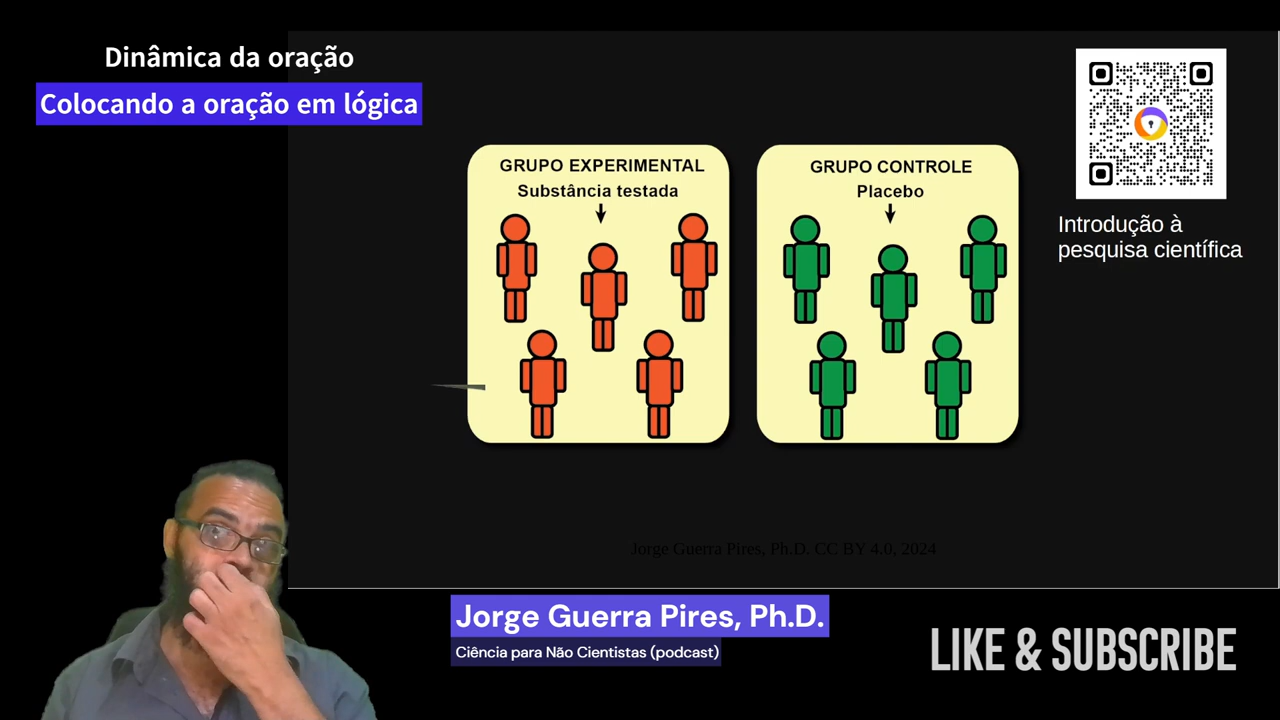 Dinâmica da oração
Colocando a oração em lógica
GRUPO EXPERIMENTAL
Substância testada
GRUPO CONTROLE
Placebo
Introdução à
pesquisa científica
Jorge Guerra Pires, Ph.D. CC BY 4.0, 2024
Jorge Guerra Pires, Ph.D.
Ciência para Não Cientistas (podcast)
LIKE & SUBSCRIBE